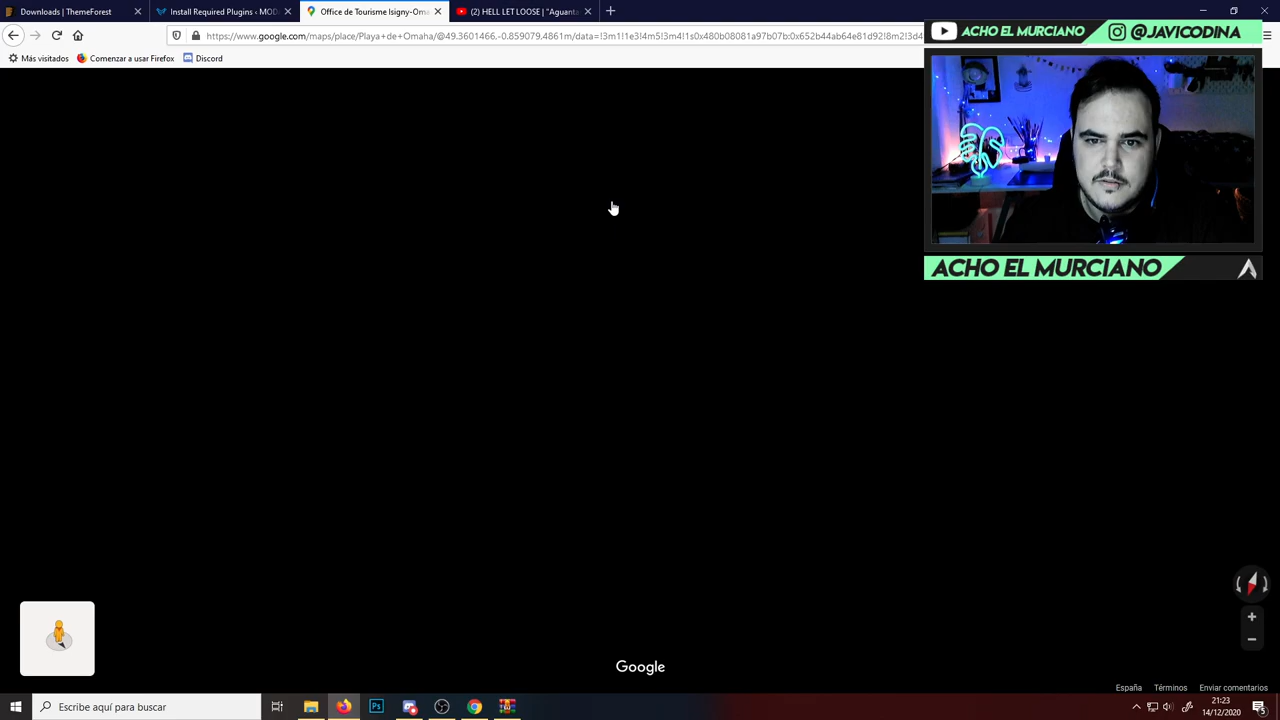 Downloads | ThemeForest
Install Required Plugins ‹ MOD
Office de Tourisme Isigny-Oma
(2) HELL LET LOOSE | "Aguanta
https://www.google.com/maps/place/Playa+de+Omaha/@49.3601466,-0.859079,4861m/data=!3m1!1e3!4m5!3m4!1s0x480b08081a97b07b:0x652b44ab64e81d92!8m2!3d4
Más visitados
Comenzar a usar Firefox
Discord
ACHO EL MURCIANO
@JAVICODINA
ACHO EL MURCIANO
Google
España
Términos
Enviar comentarios
Escribe aquí para buscar
Ps
21:23
14/12/2020
5